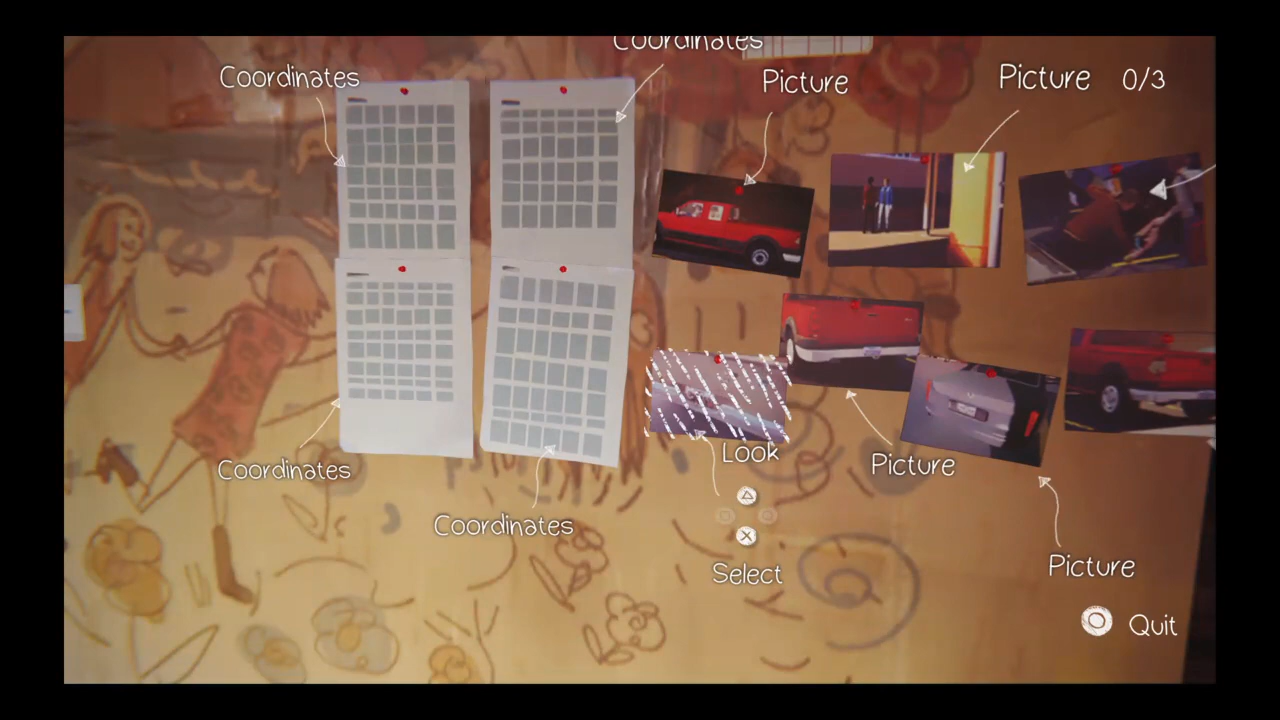 Coordinates
Coordinates
Picture
Picture 0/3
Coordinates
Coordinates
Look
Select
Picture
Picture
Quit